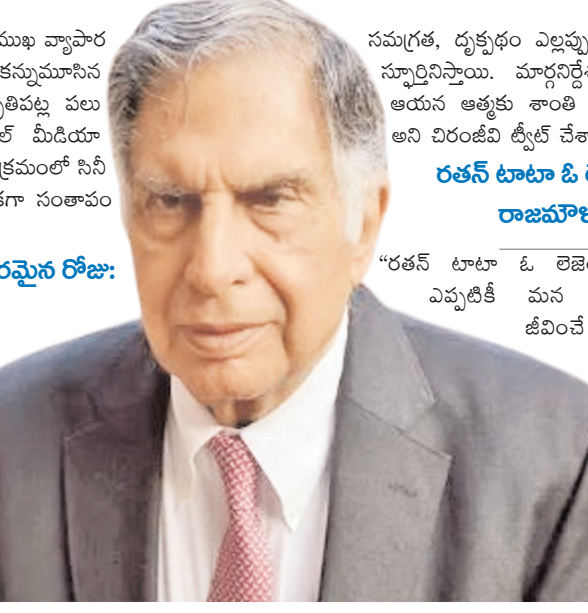 ముఖ వ్యాపార
కన్నుమూసిన
తిపట్ల పలు
ల్ మీడియా
క్రమంలో సినీ
కగా సంతాపం
రమైన రోజు:
సమగ్రత, దృక్పథం ఎల్లప్పు
స్ఫూర్తినిస్తాయి. మార్గనిర్దే
ఆయన ఆత్మకు శాంతి
అని చిరంజీవి ట్వీట్ చేశా
రతన్ టాటా ఓ
రాజమౌ
“రతన్ టాటా ఓ లెజెం
ఎప్పటికీ మన
జీవించే